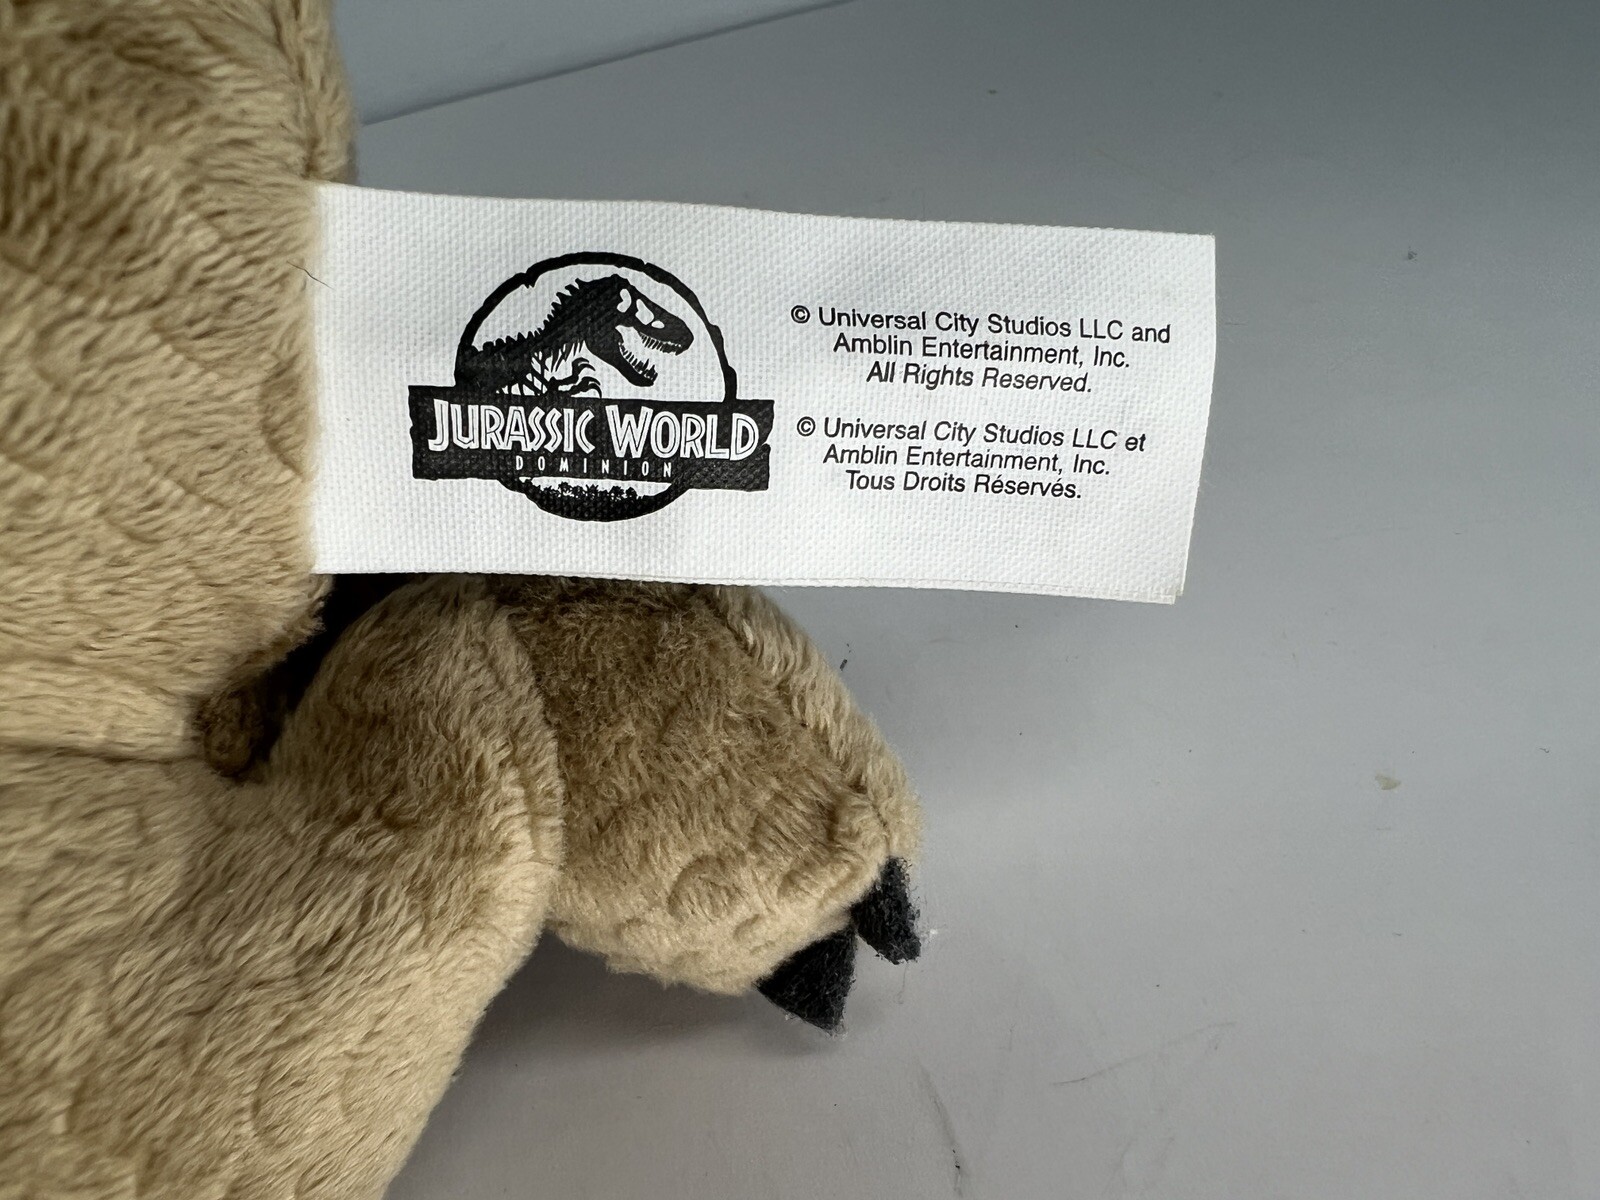 JURASSIC WORLD
DOMINION
© Universal City Studios LLC and
Amblin Entertainment, Inc.
All Rights Reserved.
© Universal City Studios LLC et
Amblin Entertainment, Inc.
Tous Droits Réservés.